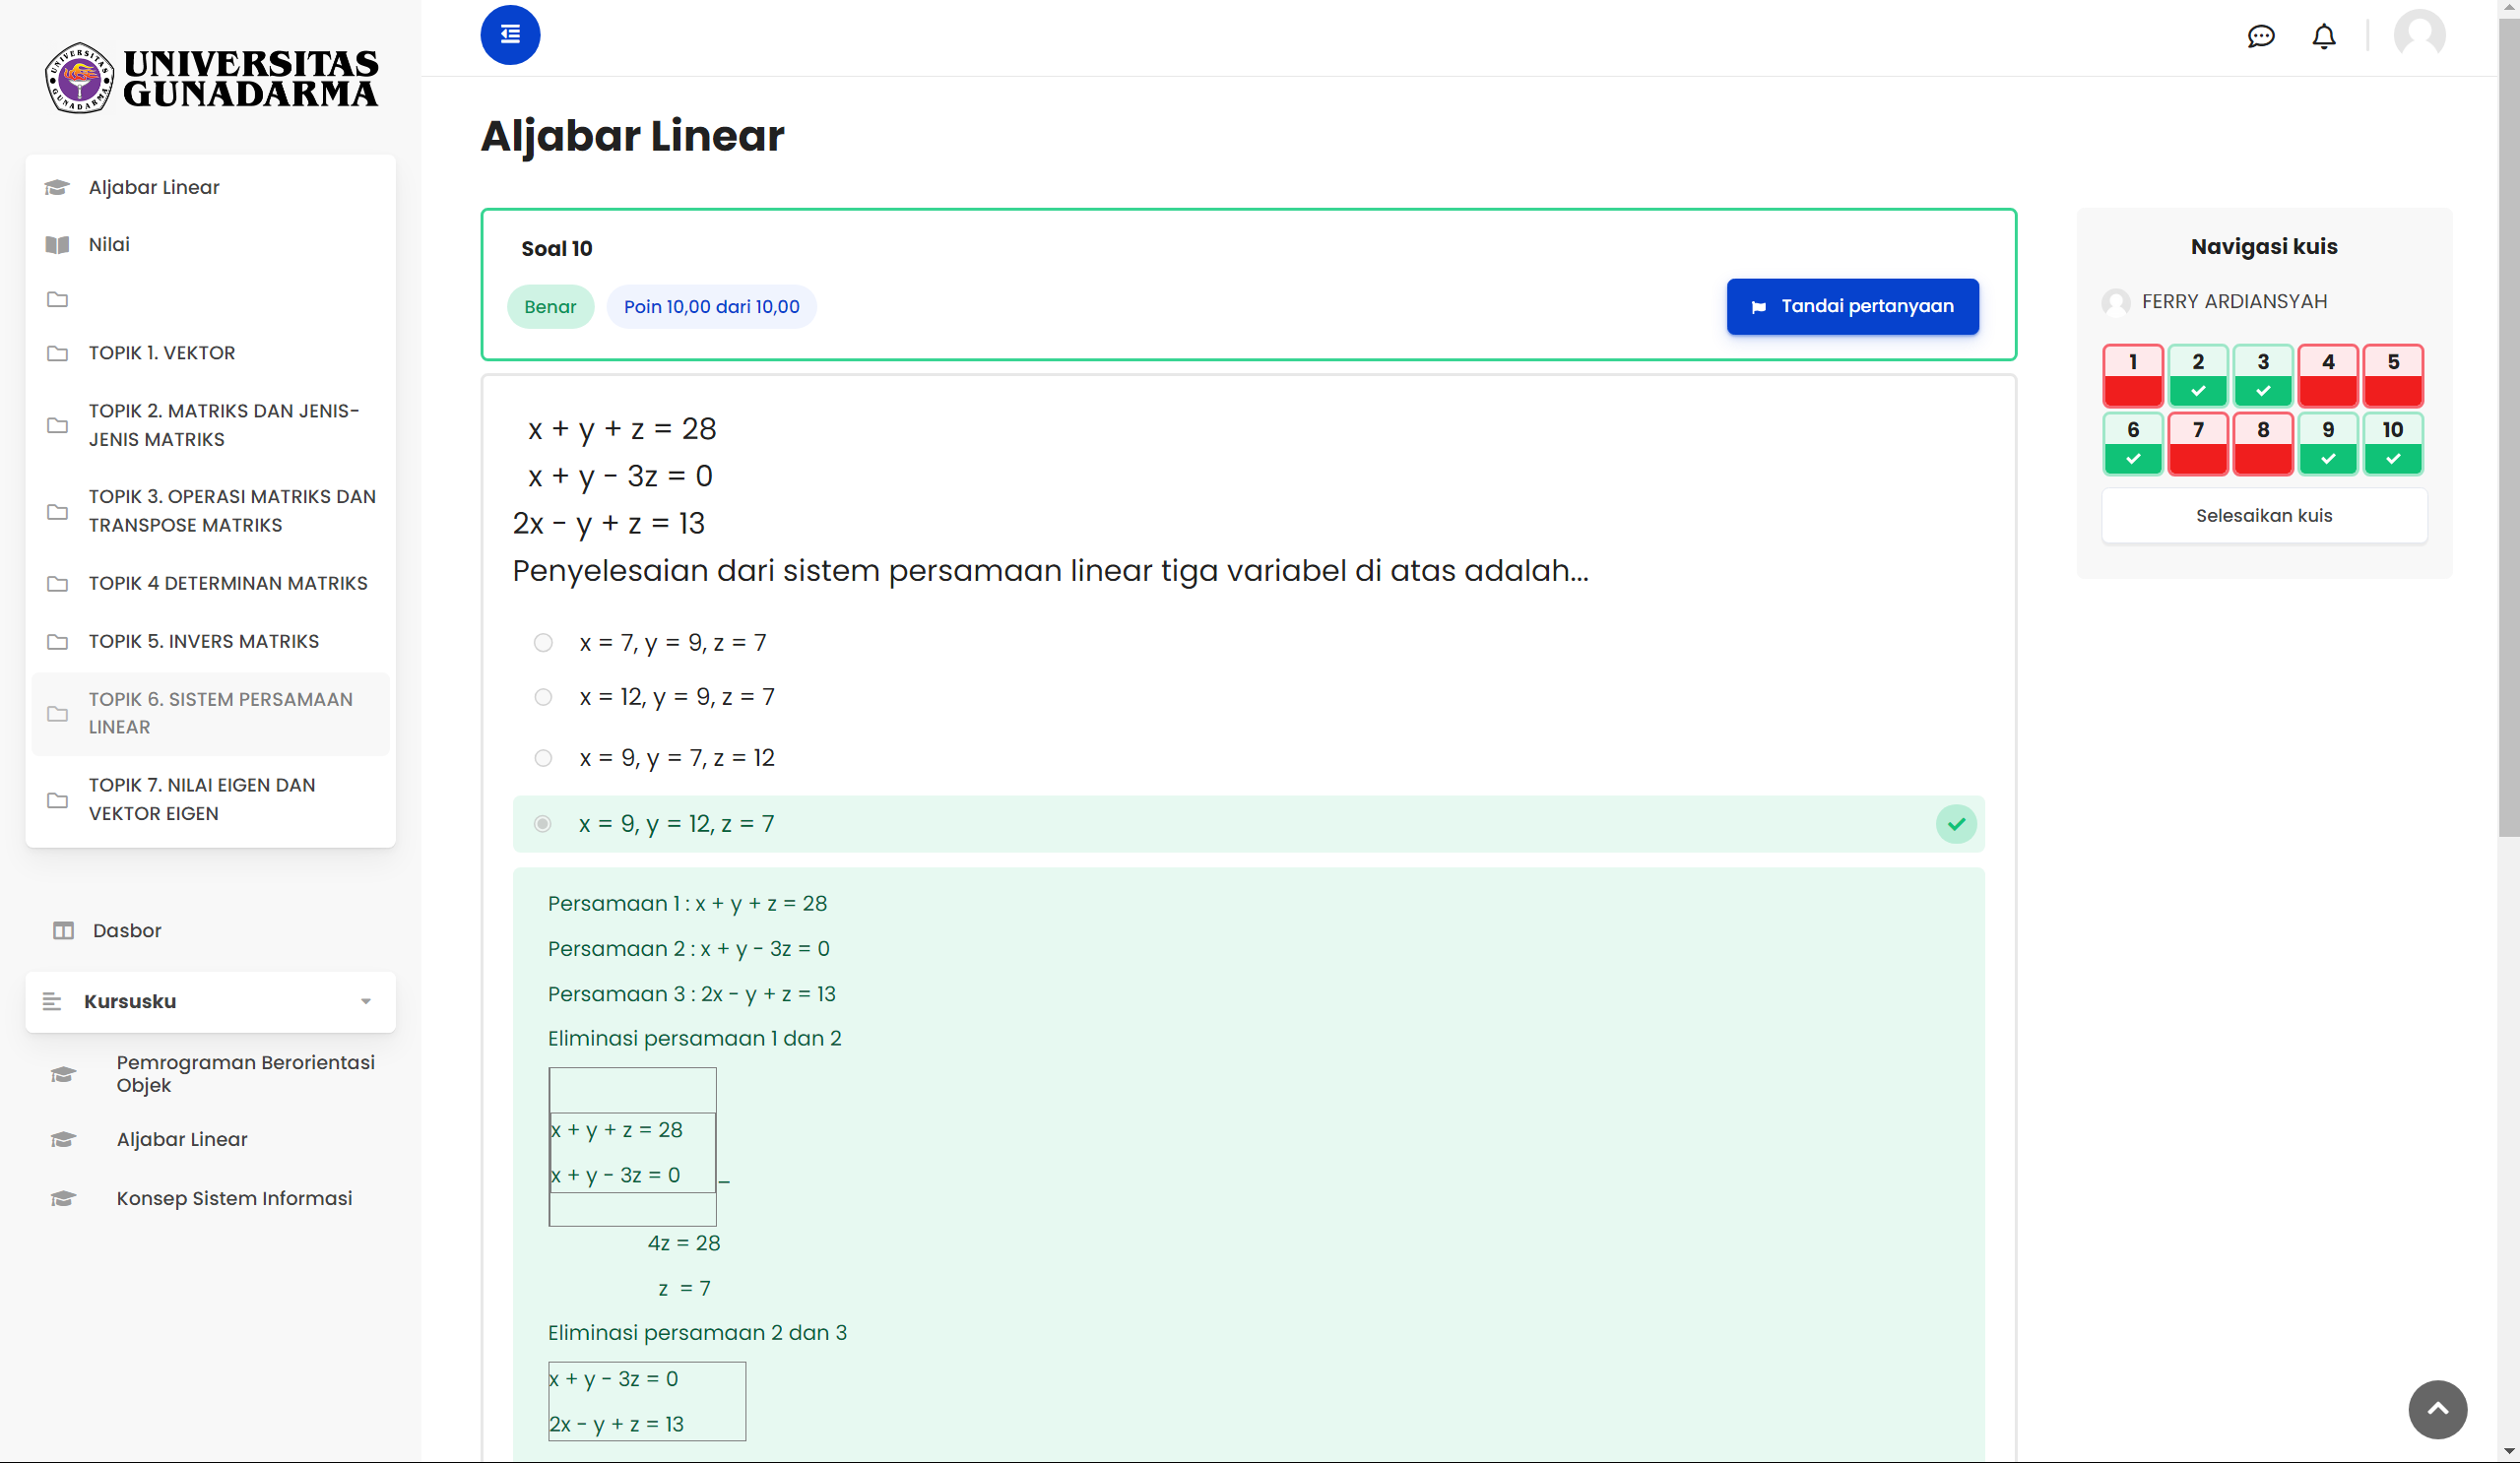 UNIVERSITAS
GUNADARMA
UNIVERSITAS
GUNADARMA
Aljabar Linear
Nilai
TOPIK 1. VEKTOR
TOPIK 2. MATRIKS DAN JENIS-
JENIS MATRIKS
TOPIK 3. OPERASI MATRIKS DAN
TRANSPOSE MATRIKS
TOPIK 4 DETERMINAN MATRIKS
TOPIK 5. INVERS MATRIKS
TOPIK 6. SISTEM PERSAMAAN
LINEAR
TOPIK 7. NILAI EIGEN DAN
VEKTOR EIGEN
Dasbor
Kursusku
Pemrograman Berorientasi
Objek
Aljabar Linear
Konsep Sistem Informasi
Aljabar Linear
Soal 10
Benar
Poin 10,00 dari 10,00
Tandai pertanyaan
x + y + z = 28
x + y - 3z = 0
2x - y + z = 13
Penyelesaian dari sistem persamaan linear tiga variabel di atas adalah...
x = 7, y = 9, z = 7
x = 12, y = 9, z = 7
x = 9, y = 7, z = 12
x = 9, y = 12, z = 7
Persamaan 1 : x + y + z = 28
Persamaan 2 : x + y - 3z = 0
Persamaan 3 : 2x - y + z = 13
Eliminasi persamaan 1 dan 2
x + y + z = 28
x + y - 3z = 0 –
4z = 28
z = 7
Eliminasi persamaan 2 dan 3
x + y - 3z = 0
2x - y + z = 13
Navigasi kuis
FERRY ARDIANSYAH
1 2 3 4 5
6 7 8 9 10
Selesaikan kuis